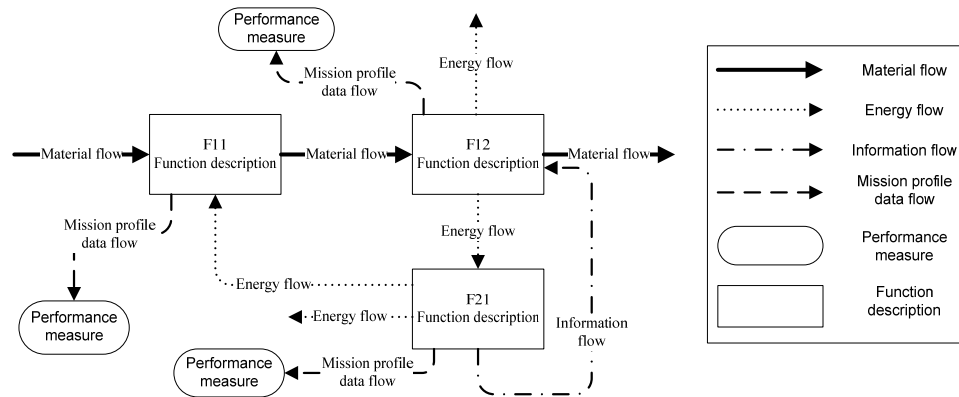 Performance
measure
Energy flow
Mission profile
data flow
F11
Function description
F12
Function description
Material flow
Material flow
Material flow
Mission profile
data flow
Energy flow
Energy flow
F21
Function description
Energy flow
Information
flow
Performance
measure
Performance
measure
Mission profile
data flow
Material flow
Energy flow
Information flow
Mission profile
data flow
Performance
measure
Function
description